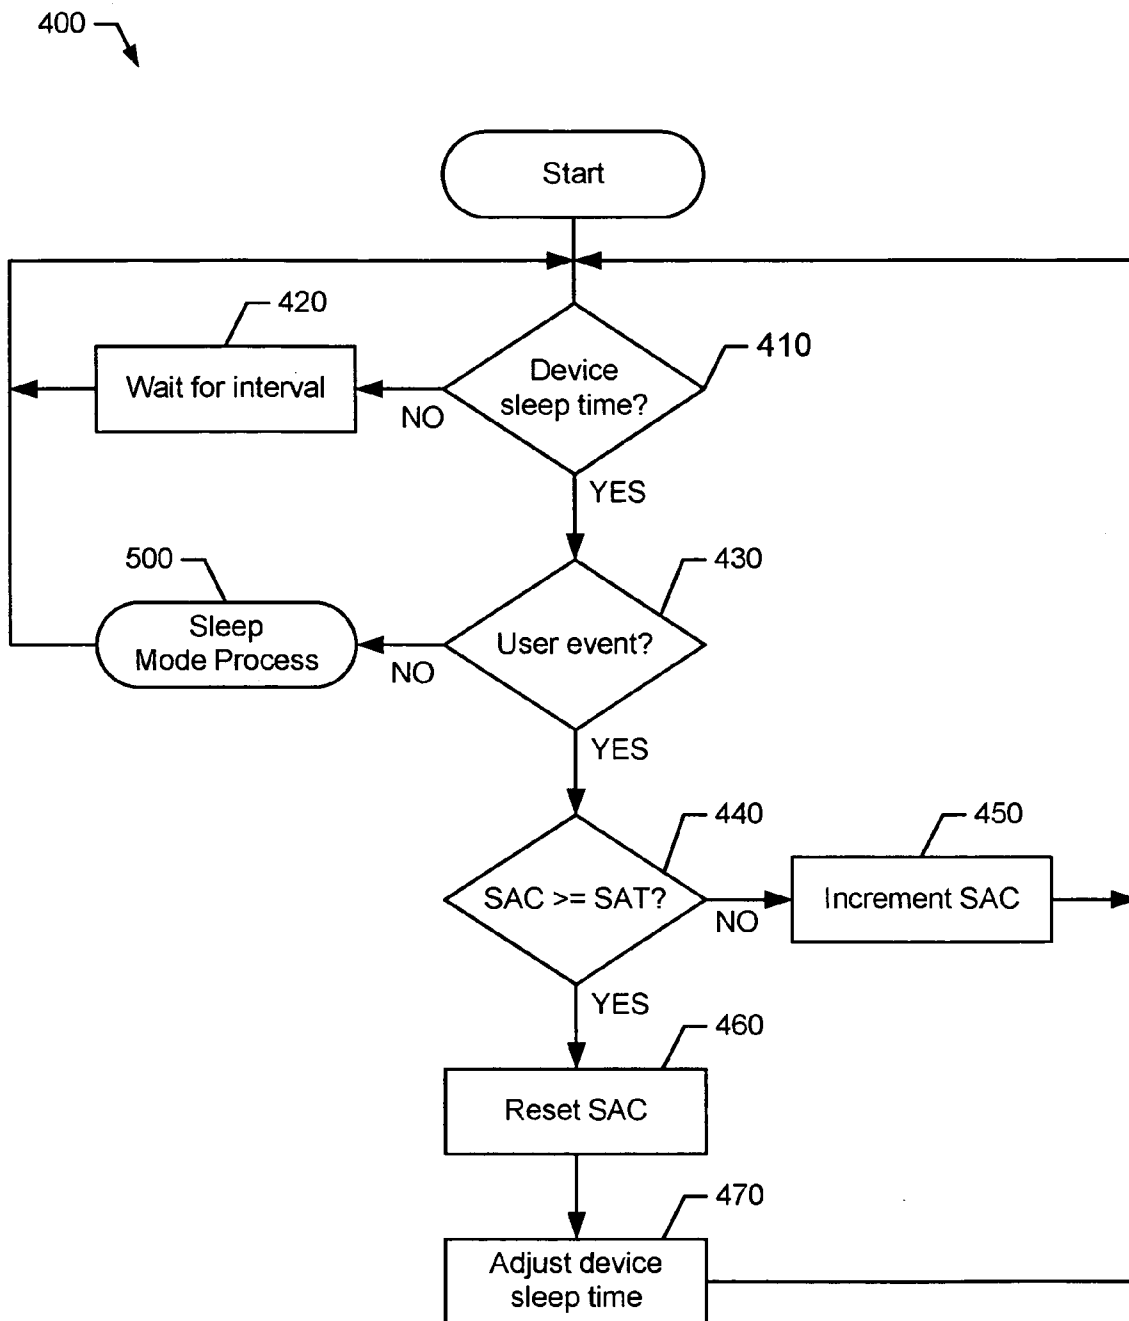 400
Start
420
Wait for interval
NO
Device
sleep time?
410
YES
500
Sleep
Mode Process
NO
User event?
430
YES
440
SAC >= SAT?
NO
450
Increment SAC
YES
460
Reset SAC
470
Adjust device
sleep time